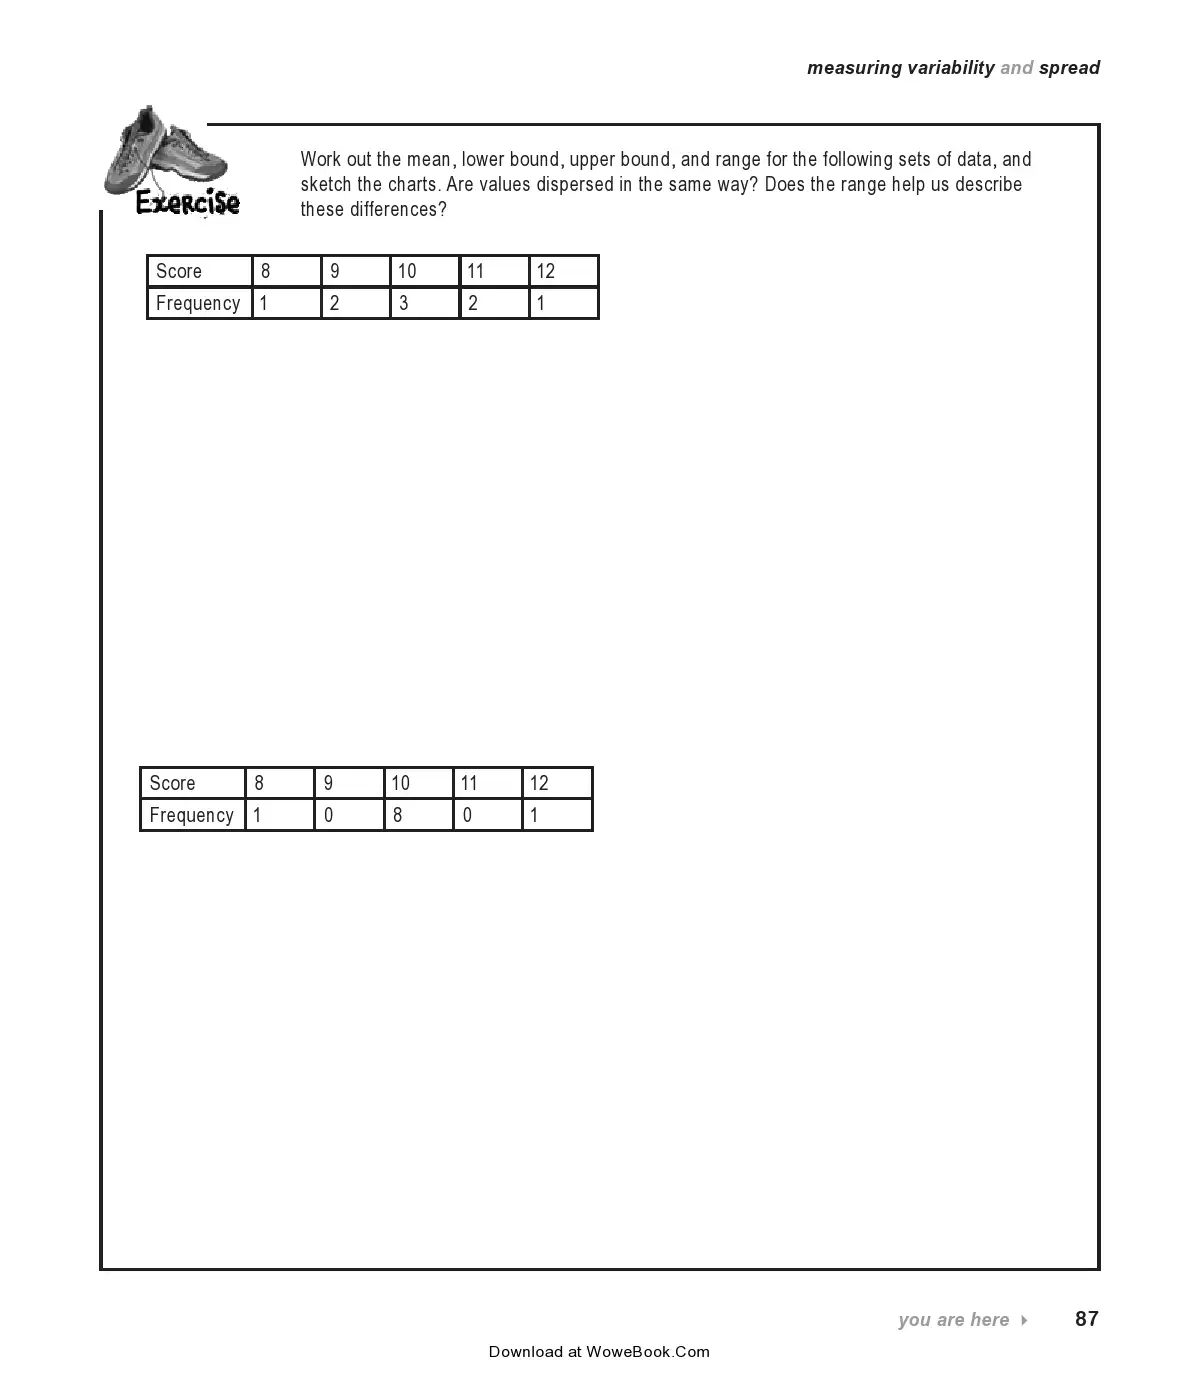 measuring variability and spread
Exercise
Work out the mean, lower bound, upper bound, and range for the following sets of data, and
sketch the charts. Are values dispersed in the same way? Does the range help us describe
these differences?
Score 8 9 10 11 12
Frequency 1 2 3 2 1
Score 8 9 10 11 12
Frequency 1 0 8 0 1
you are here 87
Download at WoweBook.Com